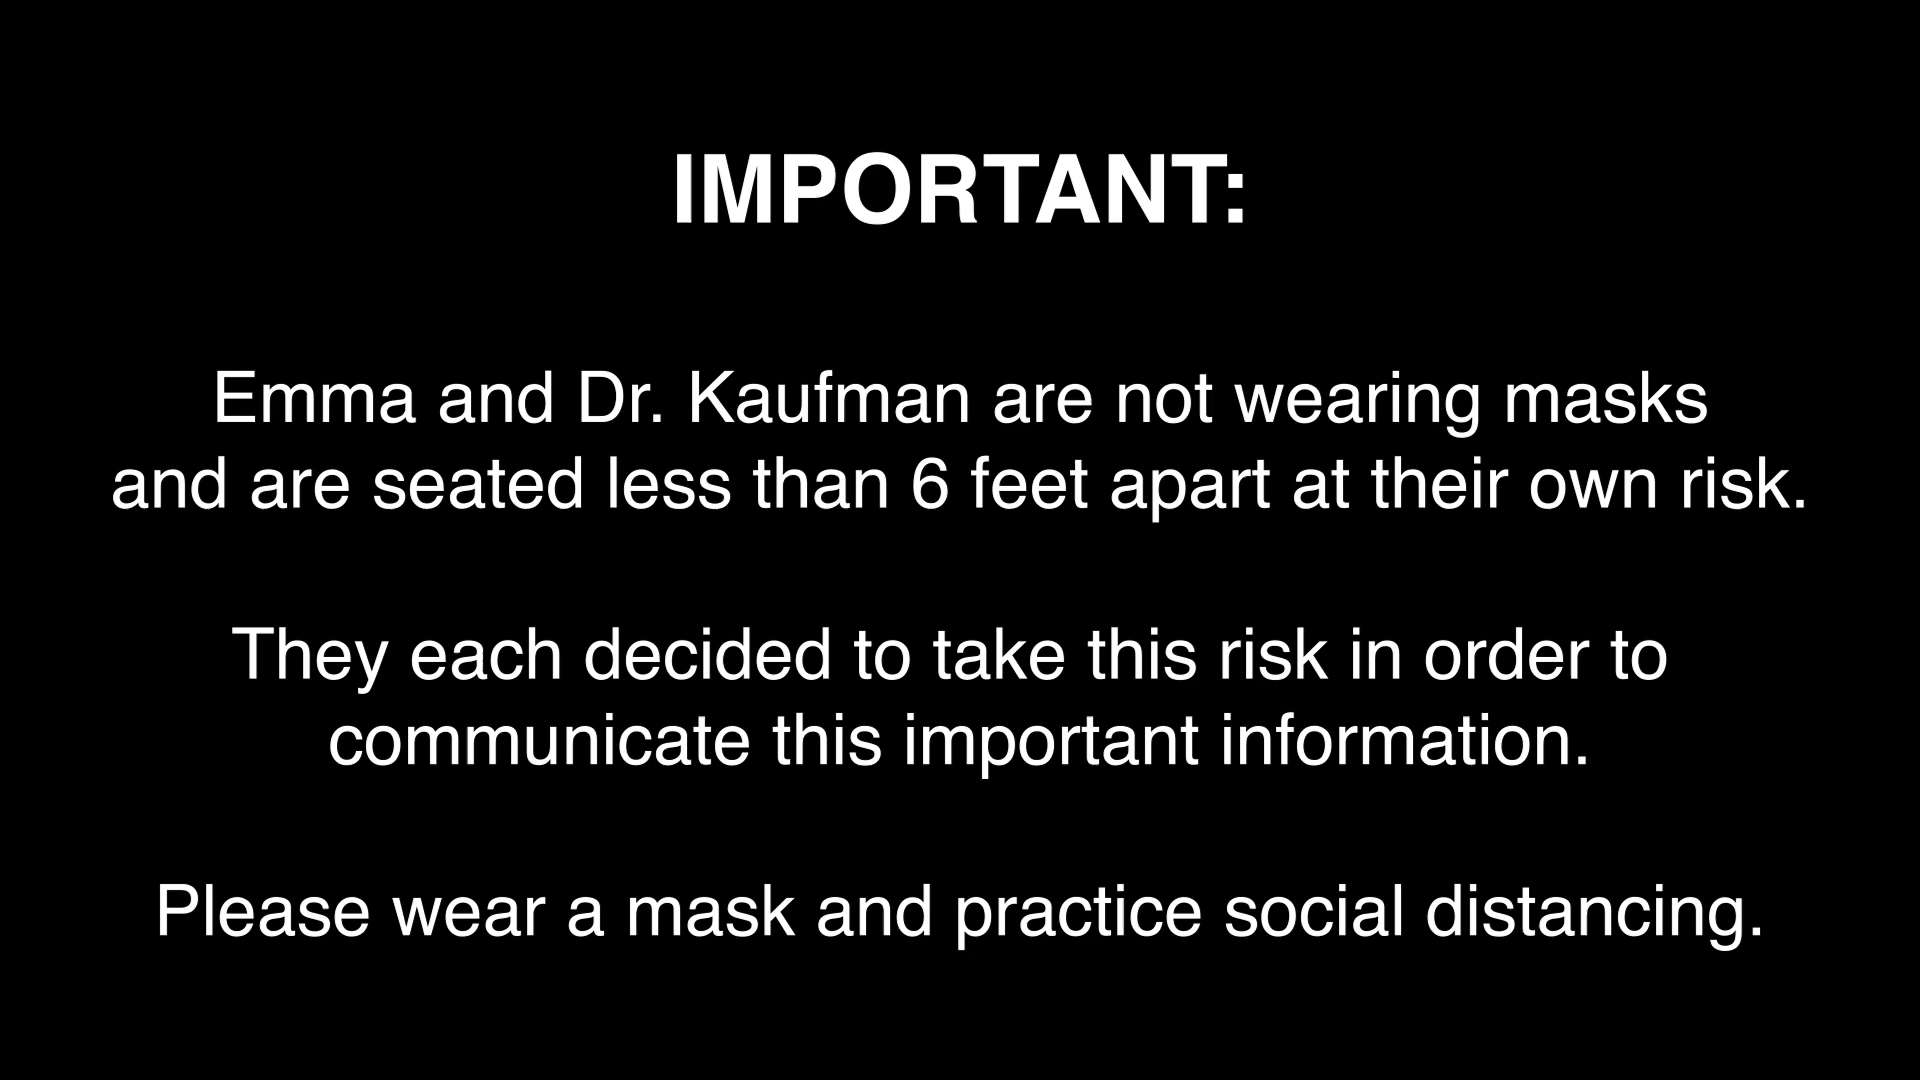 IMPORTANT:
Emma and Dr. Kaufman are not wearing masks
and are seated less than 6 feet apart at their own risk.
They each decided to take this risk in order to
communicate this important information.
Please wear a mask and practice social distancing.